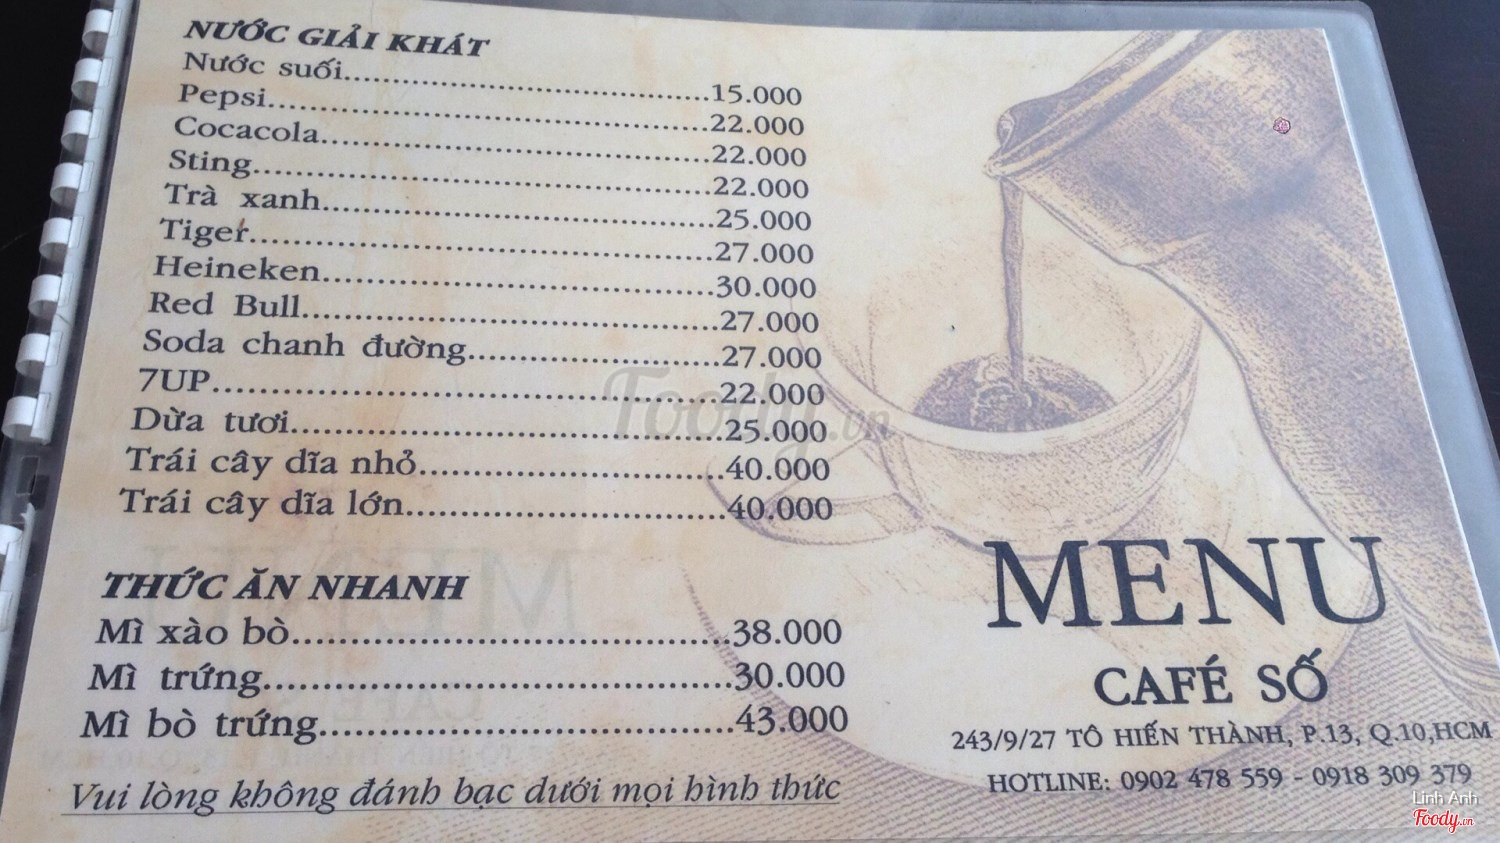 NƯỚC GIẢI KHÁT
Nước suối...........................................15.000
Pepsi....................................................22.000
Cocacola..............................................22.000
Sting.....................................................22.000
Trà xanh..............................................25.000
Tiger.....................................................27.000
Heineken..............................................30.000
Red Bull................................................27.000
Soda chanh đường.............................27.000
7UP........................................................22.000
Dừa tươi...............................................25.000
Trái cây dĩa nhỏ..................................40.000
Trái cây dĩa lớn...................................40.000
THỨC ĂN NHANH
Mì xào bò..............................................38.000
Mì trứng................................................30.000
Mì bò trứng...........................................43.000
Vui lòng không đánh bạc dưới mọi hình thức
MENU
CAFÉ SỐ
243/9/27 TÔ HIẾN THÀNH, P.13, Q.10,HCM
HOTLINE: 0902 478 559 - 0918 309 379
Foody.vn
Linh Anh
Foody.vn